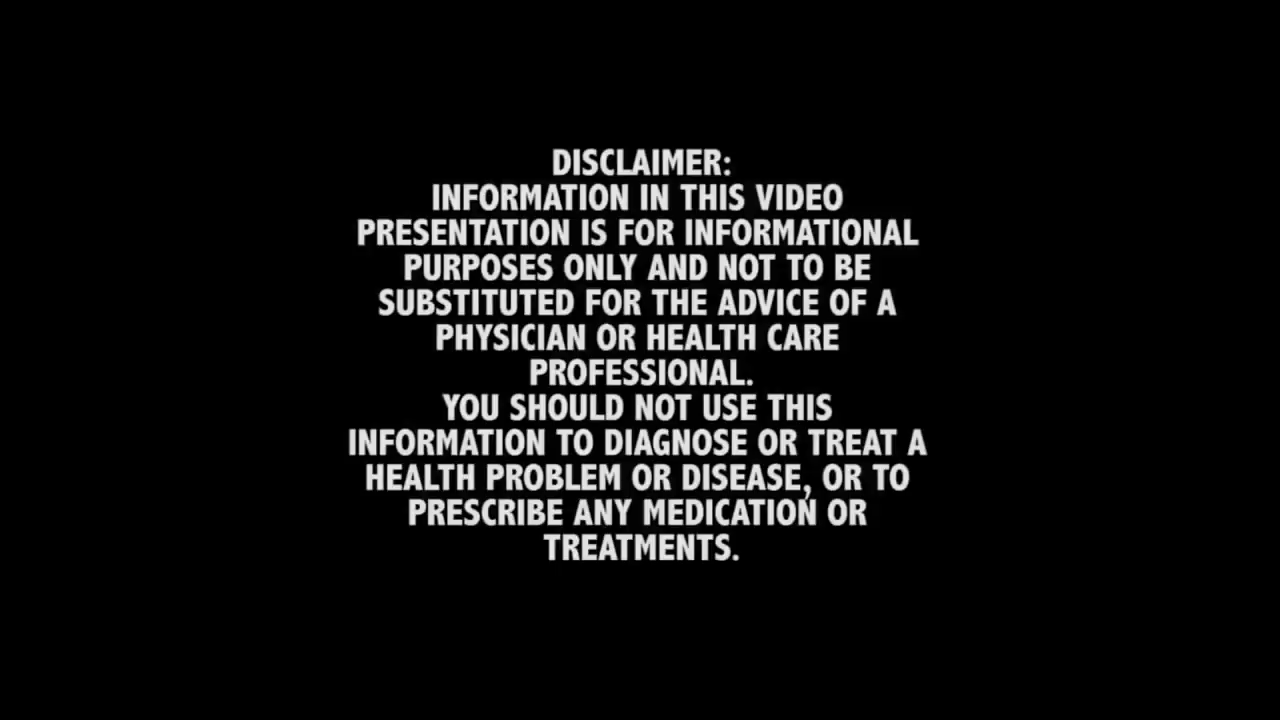 DISCLAIMER:
INFORMATION IN THIS VIDEO
PRESENTATION IS FOR INFORMATIONAL
PURPOSES ONLY AND NOT TO BE
SUBSTITUTED FOR THE ADVICE OF A
PHYSICIAN OR HEALTH CARE
PROFESSIONAL.
YOU SHOULD NOT USE THIS
INFORMATION TO DIAGNOSE OR TREAT A
HEALTH PROBLEM OR DISEASE, OR TO
PRESCRIBE ANY MEDICATION OR
TREATMENTS.